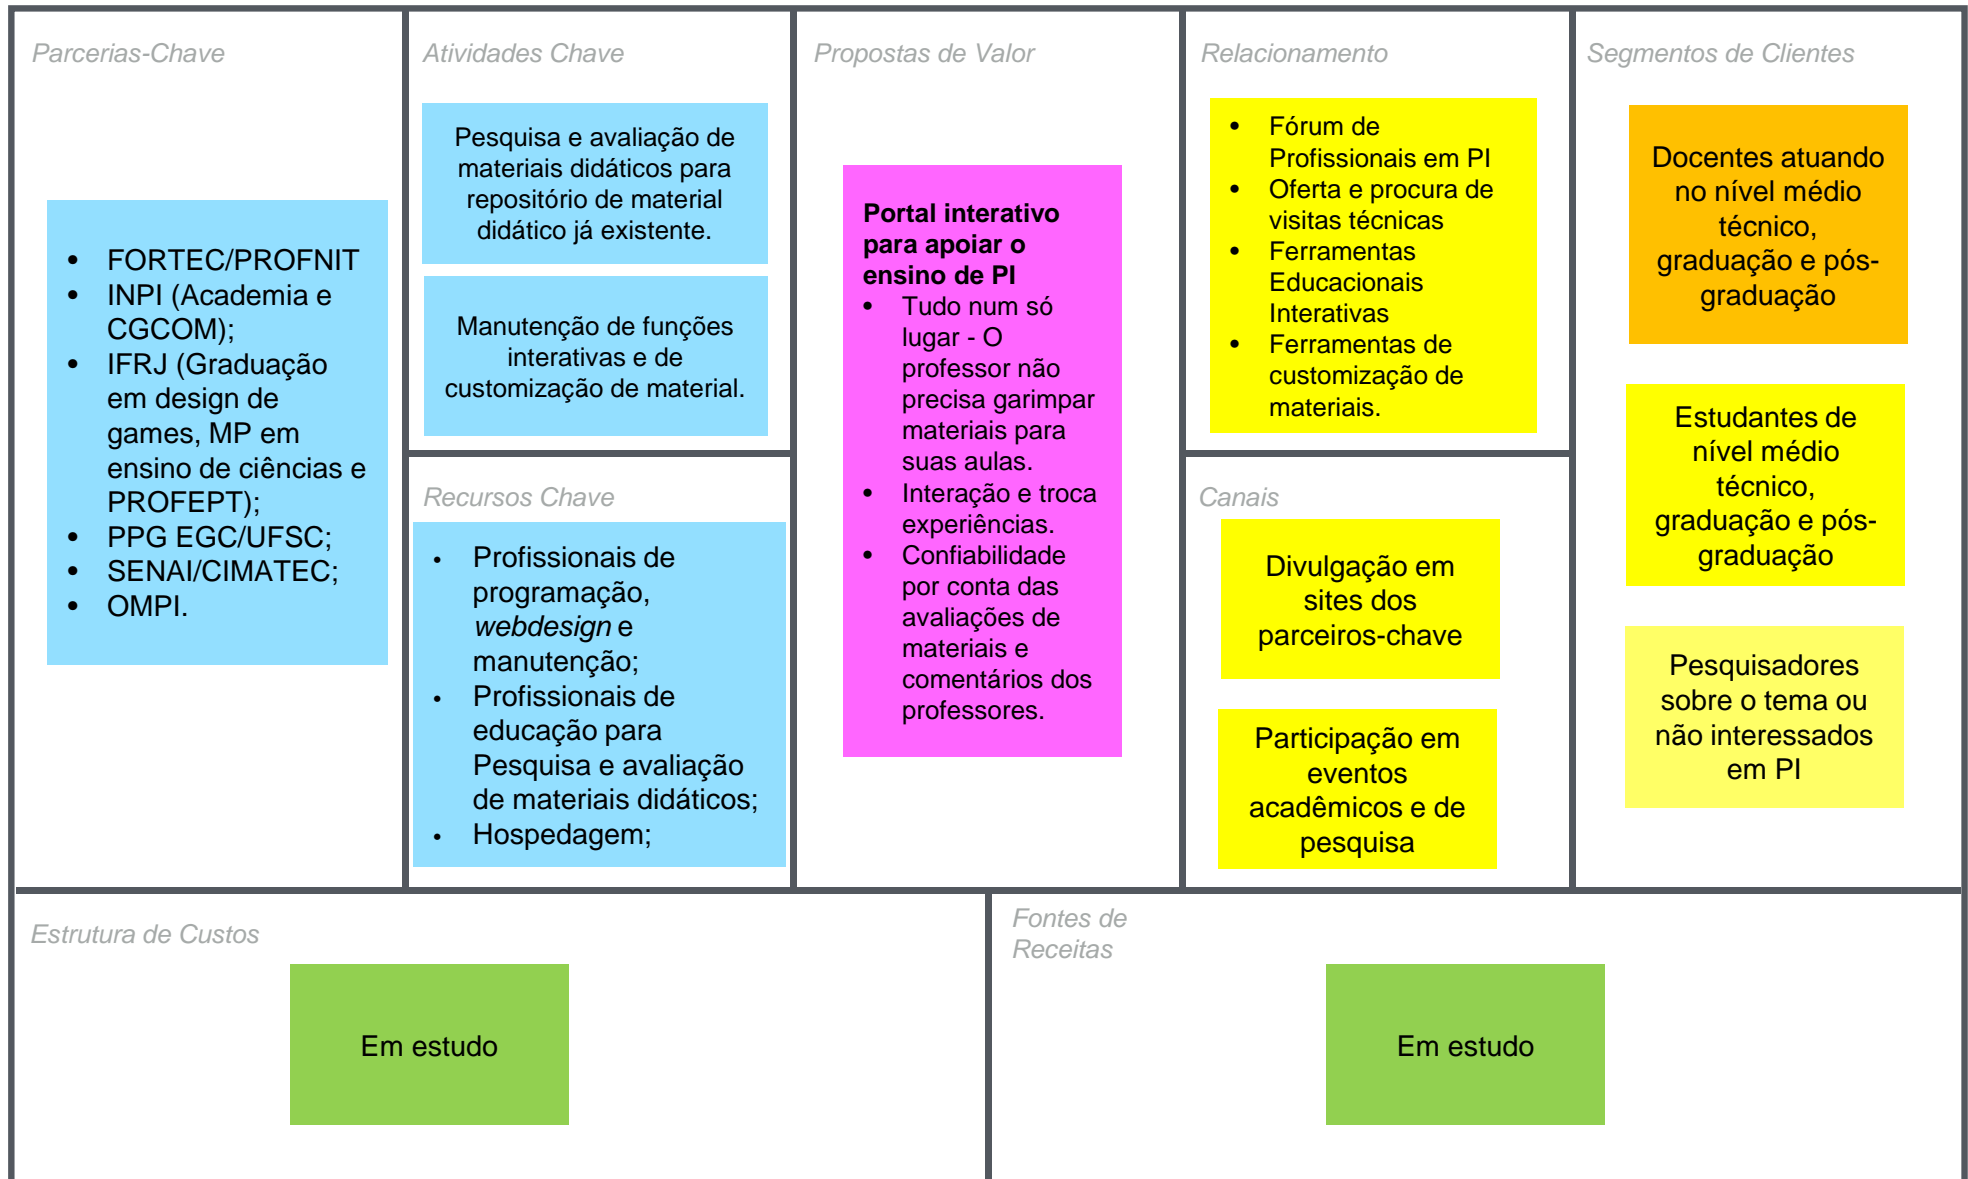 Parcerias-Chave
• FORTEC/PROFNIT
• INPI (Academia e
CGCOM);
• IFRJ (Graduação
em design de
games, MP em
ensino de ciências e
PROFEPT);
• PPG EGC/UFSC;
• SENAI/CIMATEC;
• OMPI.
Atividades Chave
Pesquisa e avaliação de
materiais didáticos para
repositório de material
didático já existente.
Manutenção de funções
interativas e de
customização de material.
Recursos Chave
• Profissionais de
programação,
webdesign e
manutenção;
• Profissionais de
educação para
Pesquisa e avaliação
de materiais didáticos;
• Hospedagem;
Propostas de Valor
Portal interativo
para apoiar o
ensino de PI
• Tudo num só
lugar - O
professor não
precisa garimpar
materiais para
suas aulas.
• Interação e troca
experiências.
• Confiabilidade
por conta das
avaliações de
materiais e
comentários dos
professores.
Relacionamento
• Fórum de
Profissionais em PI
• Oferta e procura de
visitas técnicas
• Ferramentas
Educacionais
Interativas
• Ferramentas de
customização de
materiais.
Canais
Divulgação em
sites dos
parceiros-chave
Participação em
eventos
acadêmicos e de
pesquisa
Segmentos de Clientes
Docentes atuando
no nível médio
técnico,
graduação e pós-
graduação
Estudantes de
nível médio
técnico,
graduação e pós-
graduação
Pesquisadores
sobre o tema ou
não interessados
em PI
Estrutura de Custos
Em estudo
Fontes de
Receitas
Em estudo